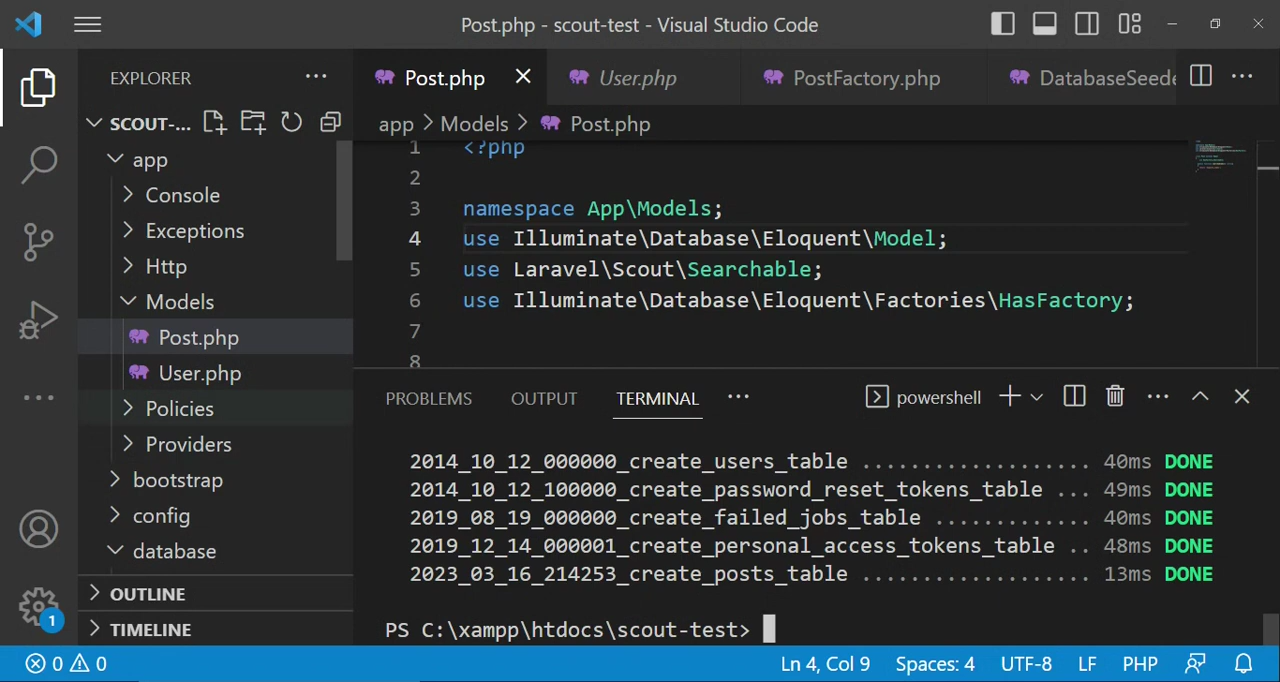 Post.php - scout-test - Visual Studio Code
EXPLORER
SCOUT-...
app
Console
Exceptions
Http
Models
Post.php
User.php
Policies
Providers
bootstrap
config
database
OUTLINE
TIMELINE
1
Post.php
User.php
PostFactory.php
DatabaseSeede
app > Models > Post.php
1 <?php
2
3 namespace App\Models;
4 use Illuminate\Database\Eloquent\Model;
5 use Laravel\Scout\Searchable;
6 use Illuminate\Database\Eloquent\Factories\HasFactory;
7
8
PROBLEMS OUTPUT TERMINAL ... powershell
2014_10_12_000000_create_users_table ................... 40ms DONE
2014_10_12_100000_create_password_reset_tokens_table ... 49ms DONE
2019_08_19_000000_create_failed_jobs_table ............. 40ms DONE
2019_12_14_000001_create_personal_access_tokens_table .. 48ms DONE
2023_03_16_214253_create_posts_table ................... 13ms DONE
PS C:\xampp\htdocs\scout-test>
0 0 Ln 4, Col 9 Spaces: 4 UTF-8 LF PHP